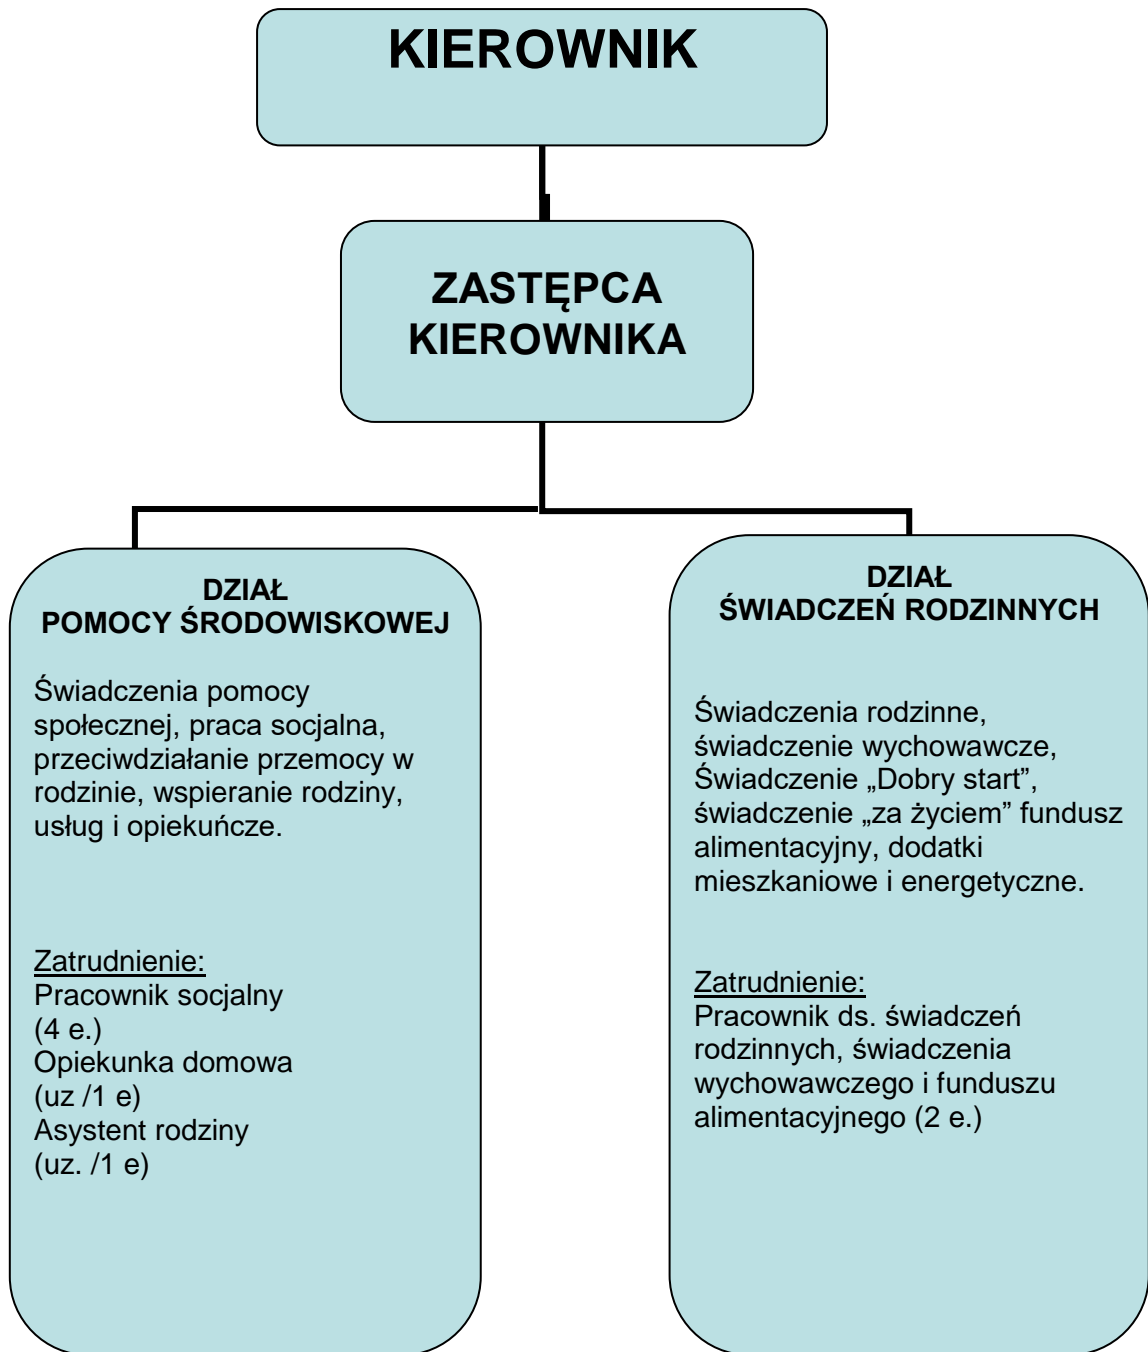 KIEROWNIK
ZASTĘPCA
KIEROWNIKA
DZIAŁ
POMOCY ŚRODOWISKOWEJ
Świadczenia pomocy
społecznej, praca socjalna,
przeciwdziałanie przemocy w
rodzinie, wspieranie rodziny,
usług i opiekuńcze.
Zatrudnienie:
Pracownik socjalny
(4 e.)
Opiekunka domowa
(uz /1 e)
Asystent rodziny
(uz. /1 e)
DZIAŁ
ŚWIADCZEŃ RODZINNYCH
Świadczenia rodzinne,
świadczenie wychowawcze,
Świadczenie „Dobry start”,
świadczenie „za życiem” fundusz
alimentacyjny, dodatki
mieszkaniowe i energetyczne.
Zatrudnienie:
Pracownik ds. świadczeń
rodzinnych, świadczenia
wychowawczego i funduszu
alimentacyjnego (2 e.)